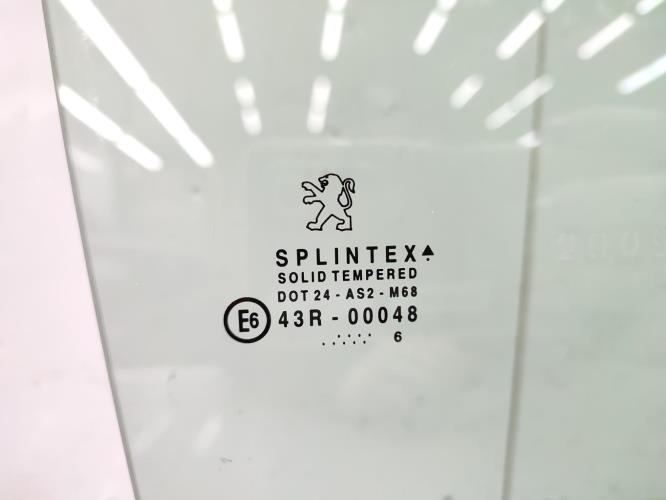 SPLINTEX
SOLID TEMPERED
DOT 24 - AS2 - M68
E6 43R - 00048
6